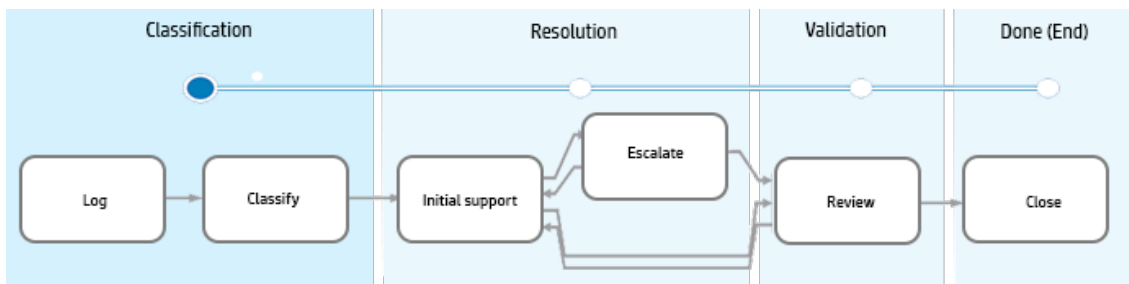 Classification
Resolution
Validation
Done (End)
Log
Classify
Initial support
Escalate
Review
Close